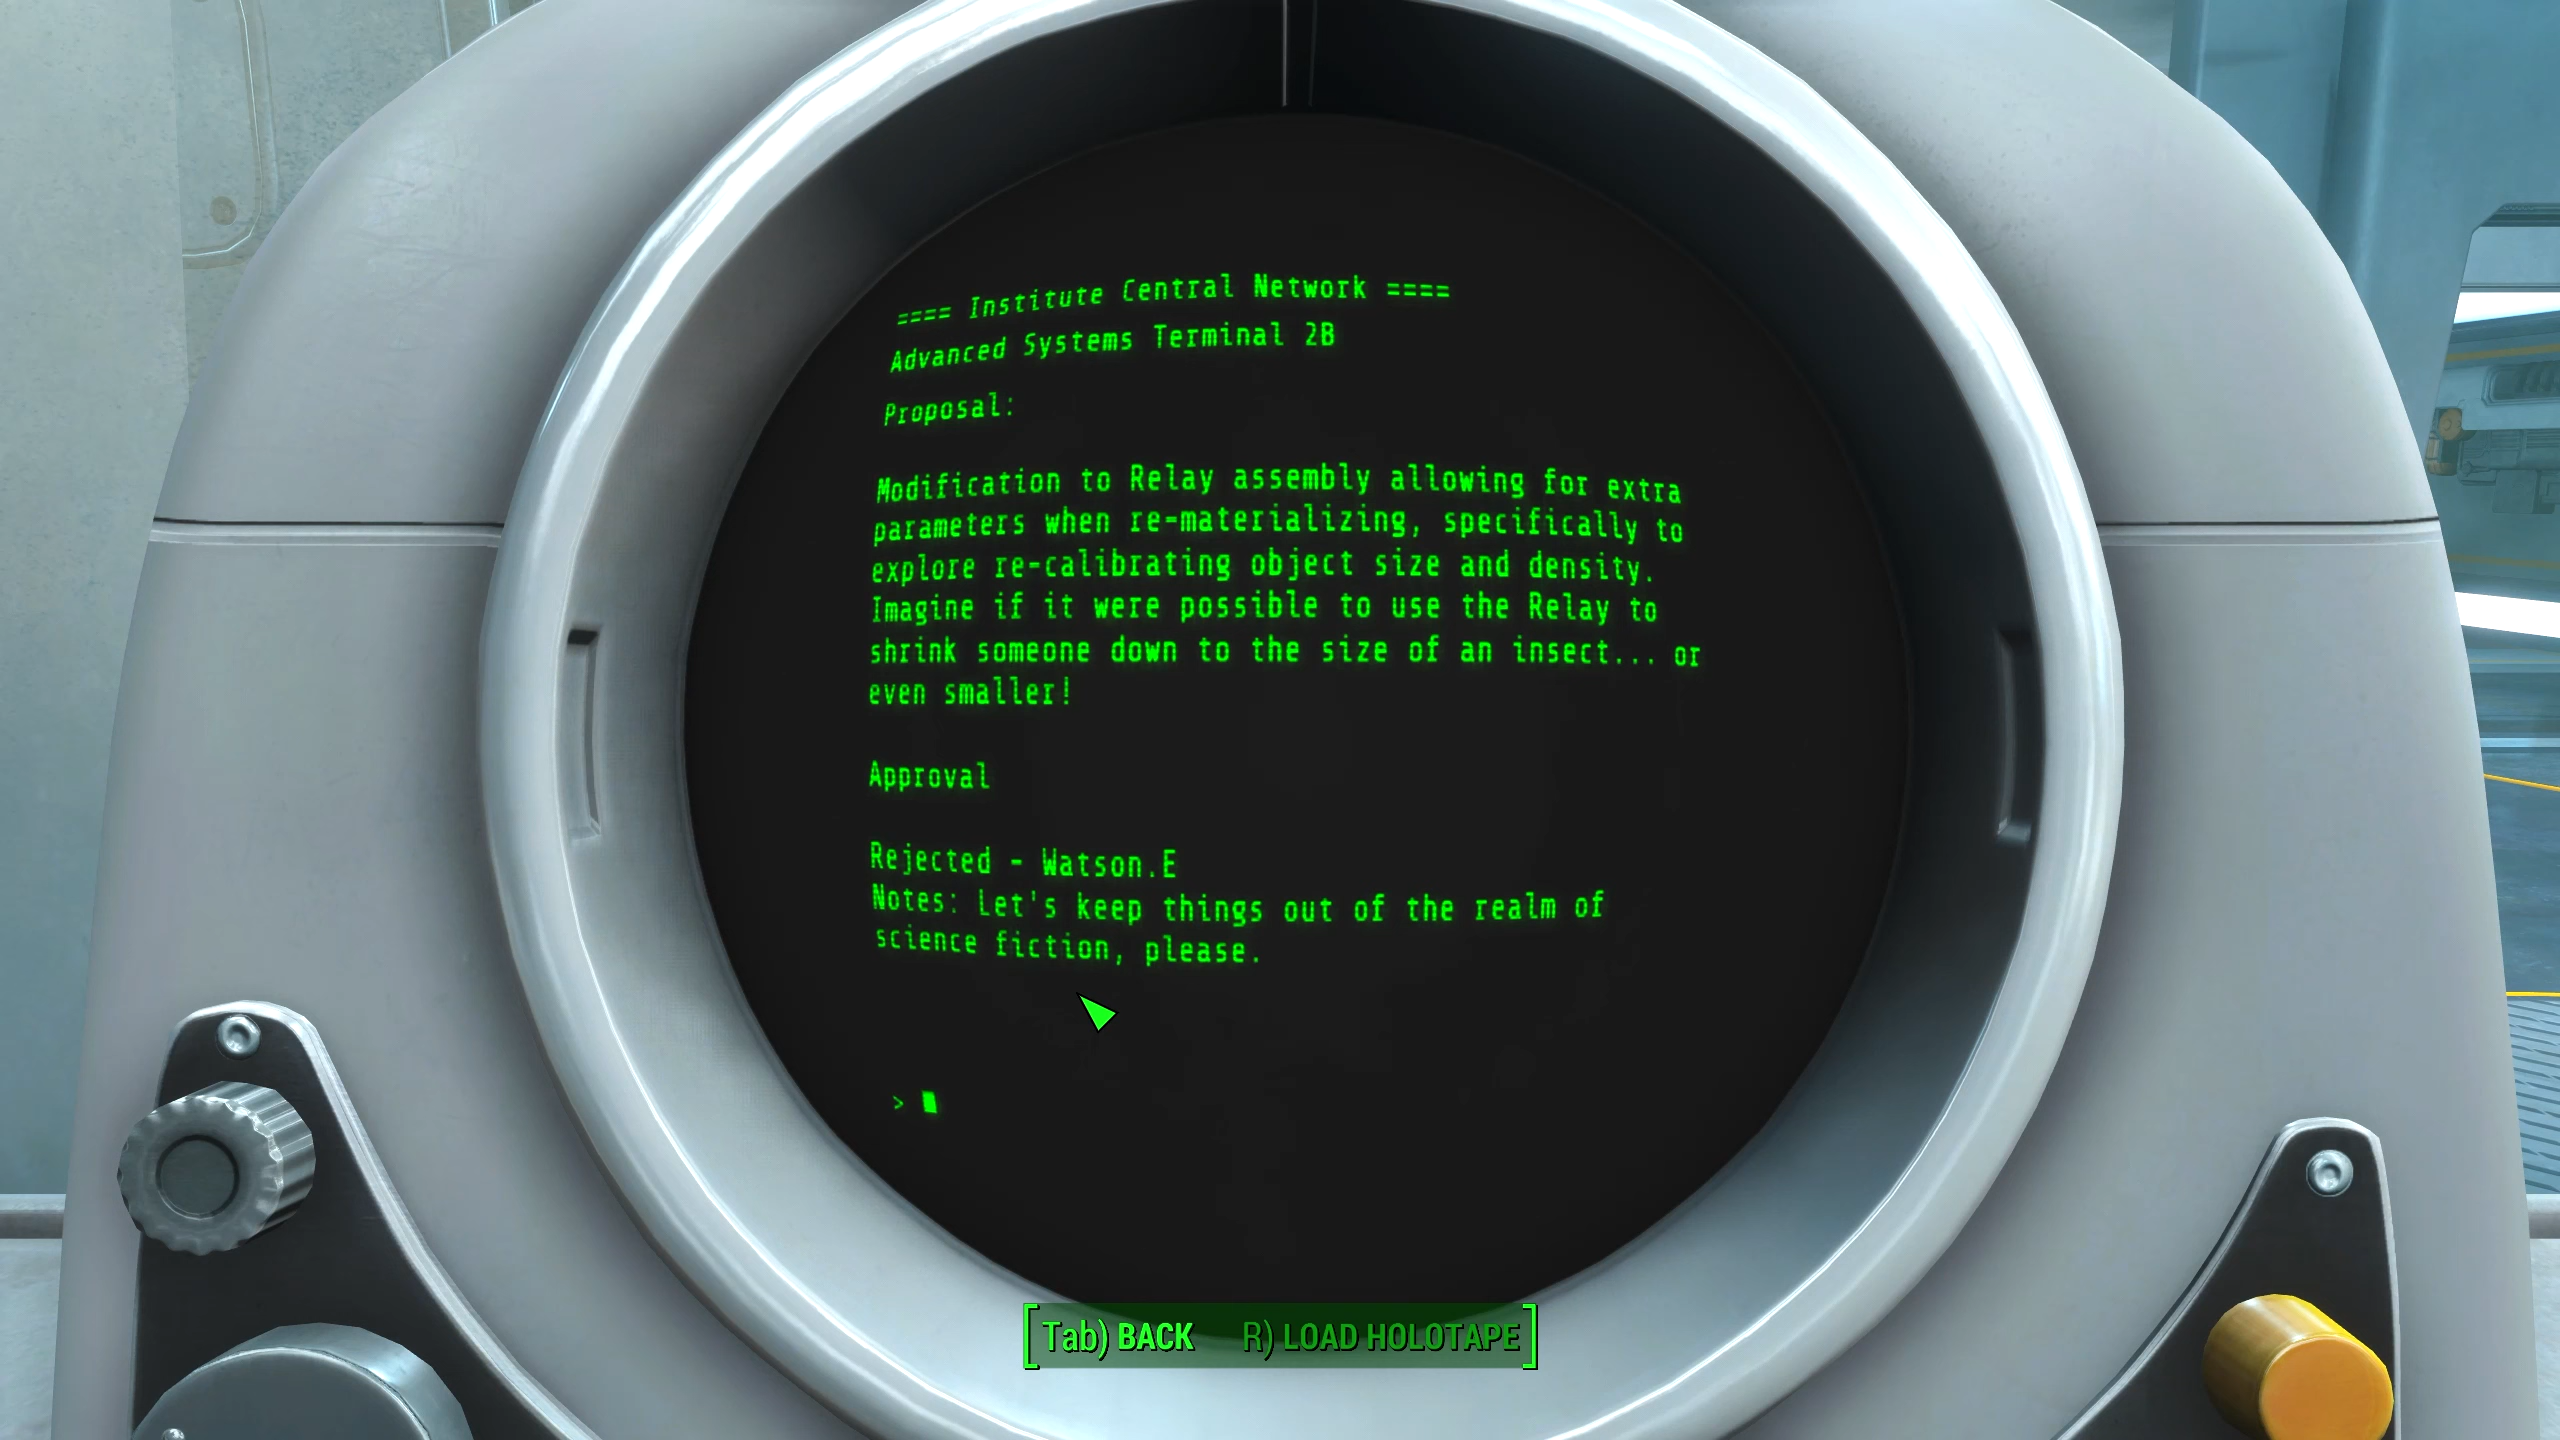 ==== Institute Central Network ====
Advanced Systems Terminal 2B
Proposal:
Modification to Relay assembly allowing for extra
parameters when re-materializing, specifically to
explore re-calibrating object size and density.
Imagine if it were possible to use the Relay to
shrink someone down to the size of an insect... or
even smaller!
Approval
Rejected - Watson.E
Notes: Let's keep things out of the realm of
science fiction, please.
>
Tab) BACK R) LOAD HOLOTAPE